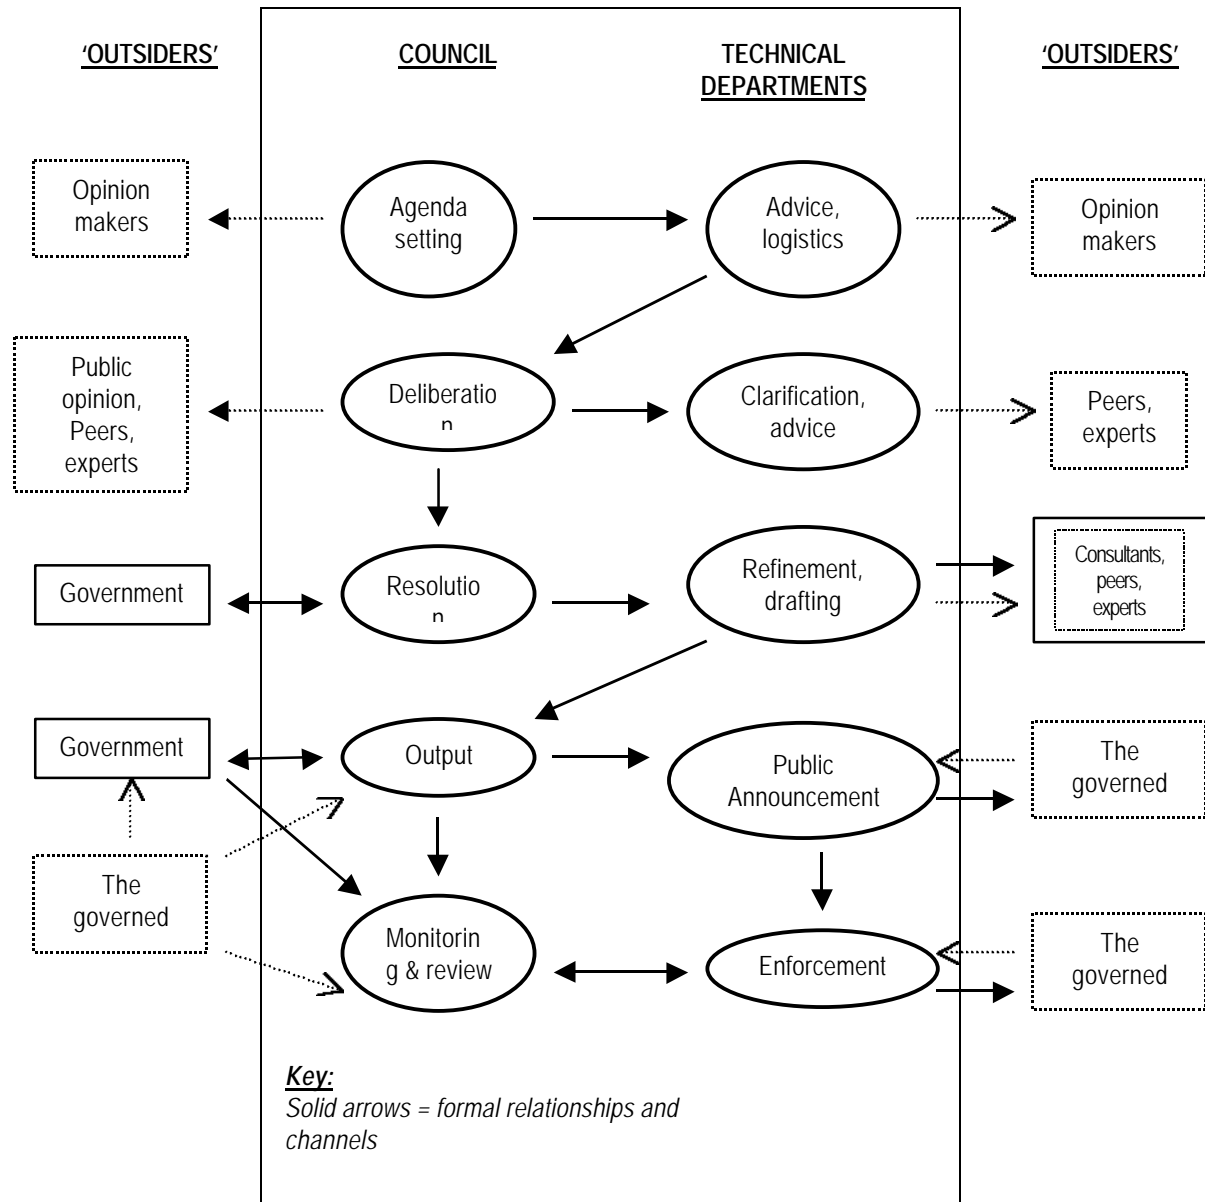 'OUTSIDERS'
COUNCIL
TECHNICAL
DEPARTMENTS
'OUTSIDERS'
Opinion
makers
Agenda
setting
Advice,
logistics
Opinion
makers
Public
opinion,
Peers,
experts
Deliberatio
n
Clarification,
advice
Peers,
experts
Government
Resolutio
n
Refinement,
drafting
Consultants,
peers,
experts
Government
Output
Public
Announcement
The
governed
The
governed
Monitorin
g & review
Enforcement
The
governed
Key:
Solid arrows = formal relationships and
channels